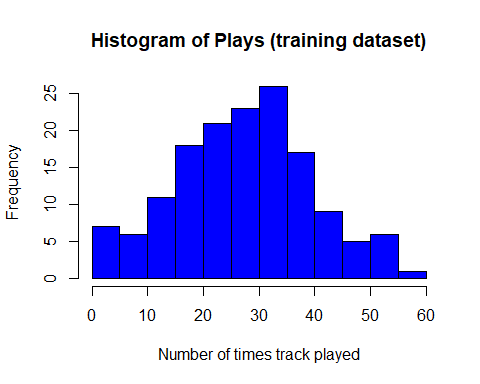 Histogram of Plays (training dataset)
Frequency
25
20
15
10
5
0
0 10 20 30 40 50 60
Number of times track played